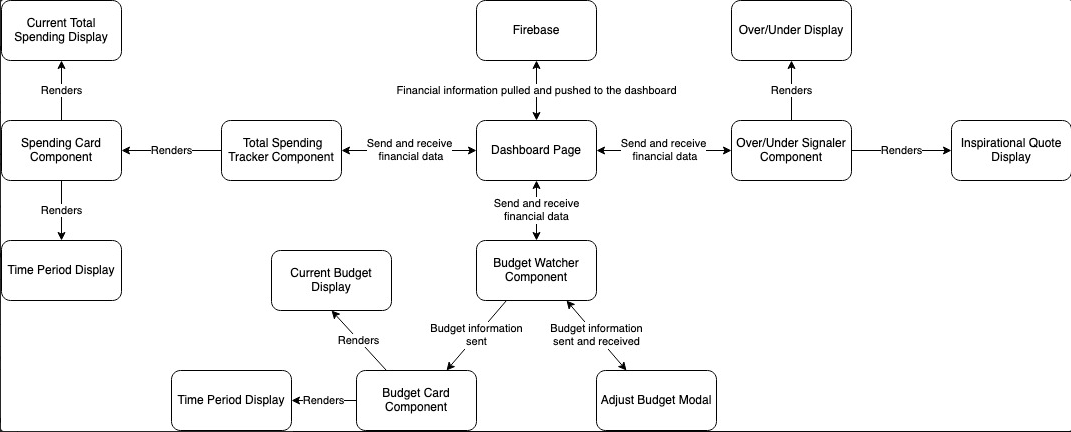 Current Total
Spending Display
Firebase
Over/Under Display
Renders
Financial information pulled and pushed to the dashboard
Renders
Spending Card
Component
Renders
Total Spending
Tracker Component
Send and receive
financial data
Dashboard Page
Send and receive
financial data
Over/Under Signaler
Component
Renders
Inspirational Quote
Display
Renders
Send and receive
financial data
Time Period Display
Current Budget
Display
Budget Watcher
Component
Renders
Budget information
sent
Budget information
sent and received
Time Period Display
Renders
Budget Card
Component
Adjust Budget Modal